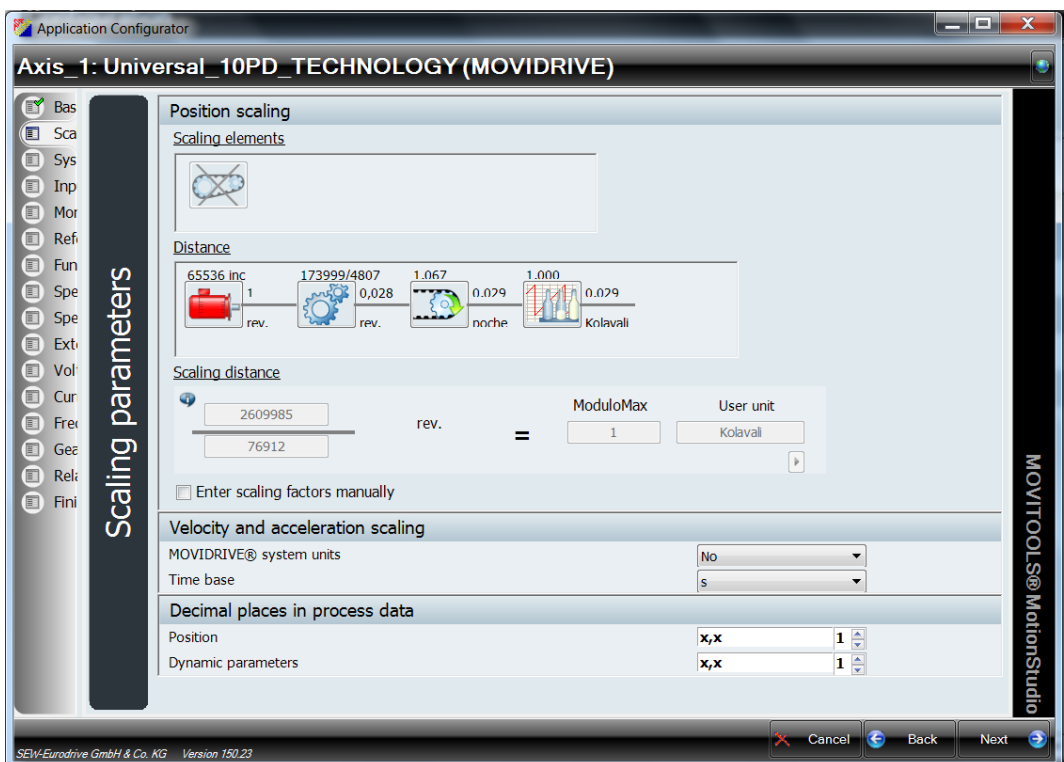 Application Configurator
Axis_1: Universal_10PD_TECHNOLOGY (MOVIDRIVE)
Bas
Sca
Sys
Inp
Mor
Refe
Fun
Spe
Spe
Exte
Volt
Cur
Fred
Gea
Rela
Fini
Scaling parameters
Position scaling
Scaling elements
Distance
65536 inc 173999/4807 1.067 1.000
1 0,028 0.029 0.029
rev. rev. poche Kolavali
Scaling distance
ModuloMax User unit
2609985 rev. = 1 Kolavali
76912
Enter scaling factors manually
Velocity and acceleration scaling
MOVIDRIVE® system units No
Time base s
Decimal places in process data
Position x,x 1
Dynamic parameters x,x 1
MOVITOOLS® MotionStudio
Cancel Back Next
SEW-Eurodrive GmbH & Co. KG Version 150.23